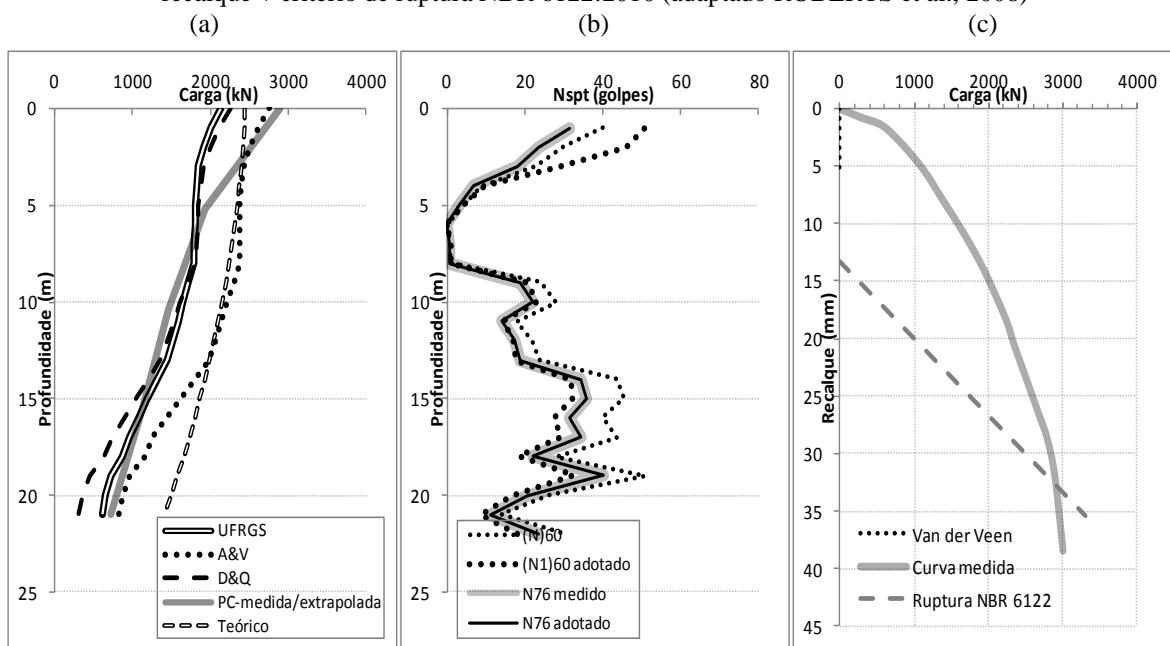 recalque v critério de ruptura NBR 6122:2010 (adaptado ROBERTS et al., 2008)
(a) (b) (c)
0 1000 2000 3000 4000
Carga (kN)
0
5
10
15
20
25
Profundidade (m)
UFRGS
A&V
D&Q
PC-medida/extrapolada
Teórico
0 20 40 60 80
Nspt (golpes)
0
5
10
15
20
25
Profundidade (m)
(N)60
(N1)60 adotado
N76 medido
N76 adotado
0 1000 2000 3000 4000
Carga (kN)
0
5
10
15
20
25
30
35
40
45
Recalque (mm)
Van der Veen
Curva medida
Ruptura NBR 6122